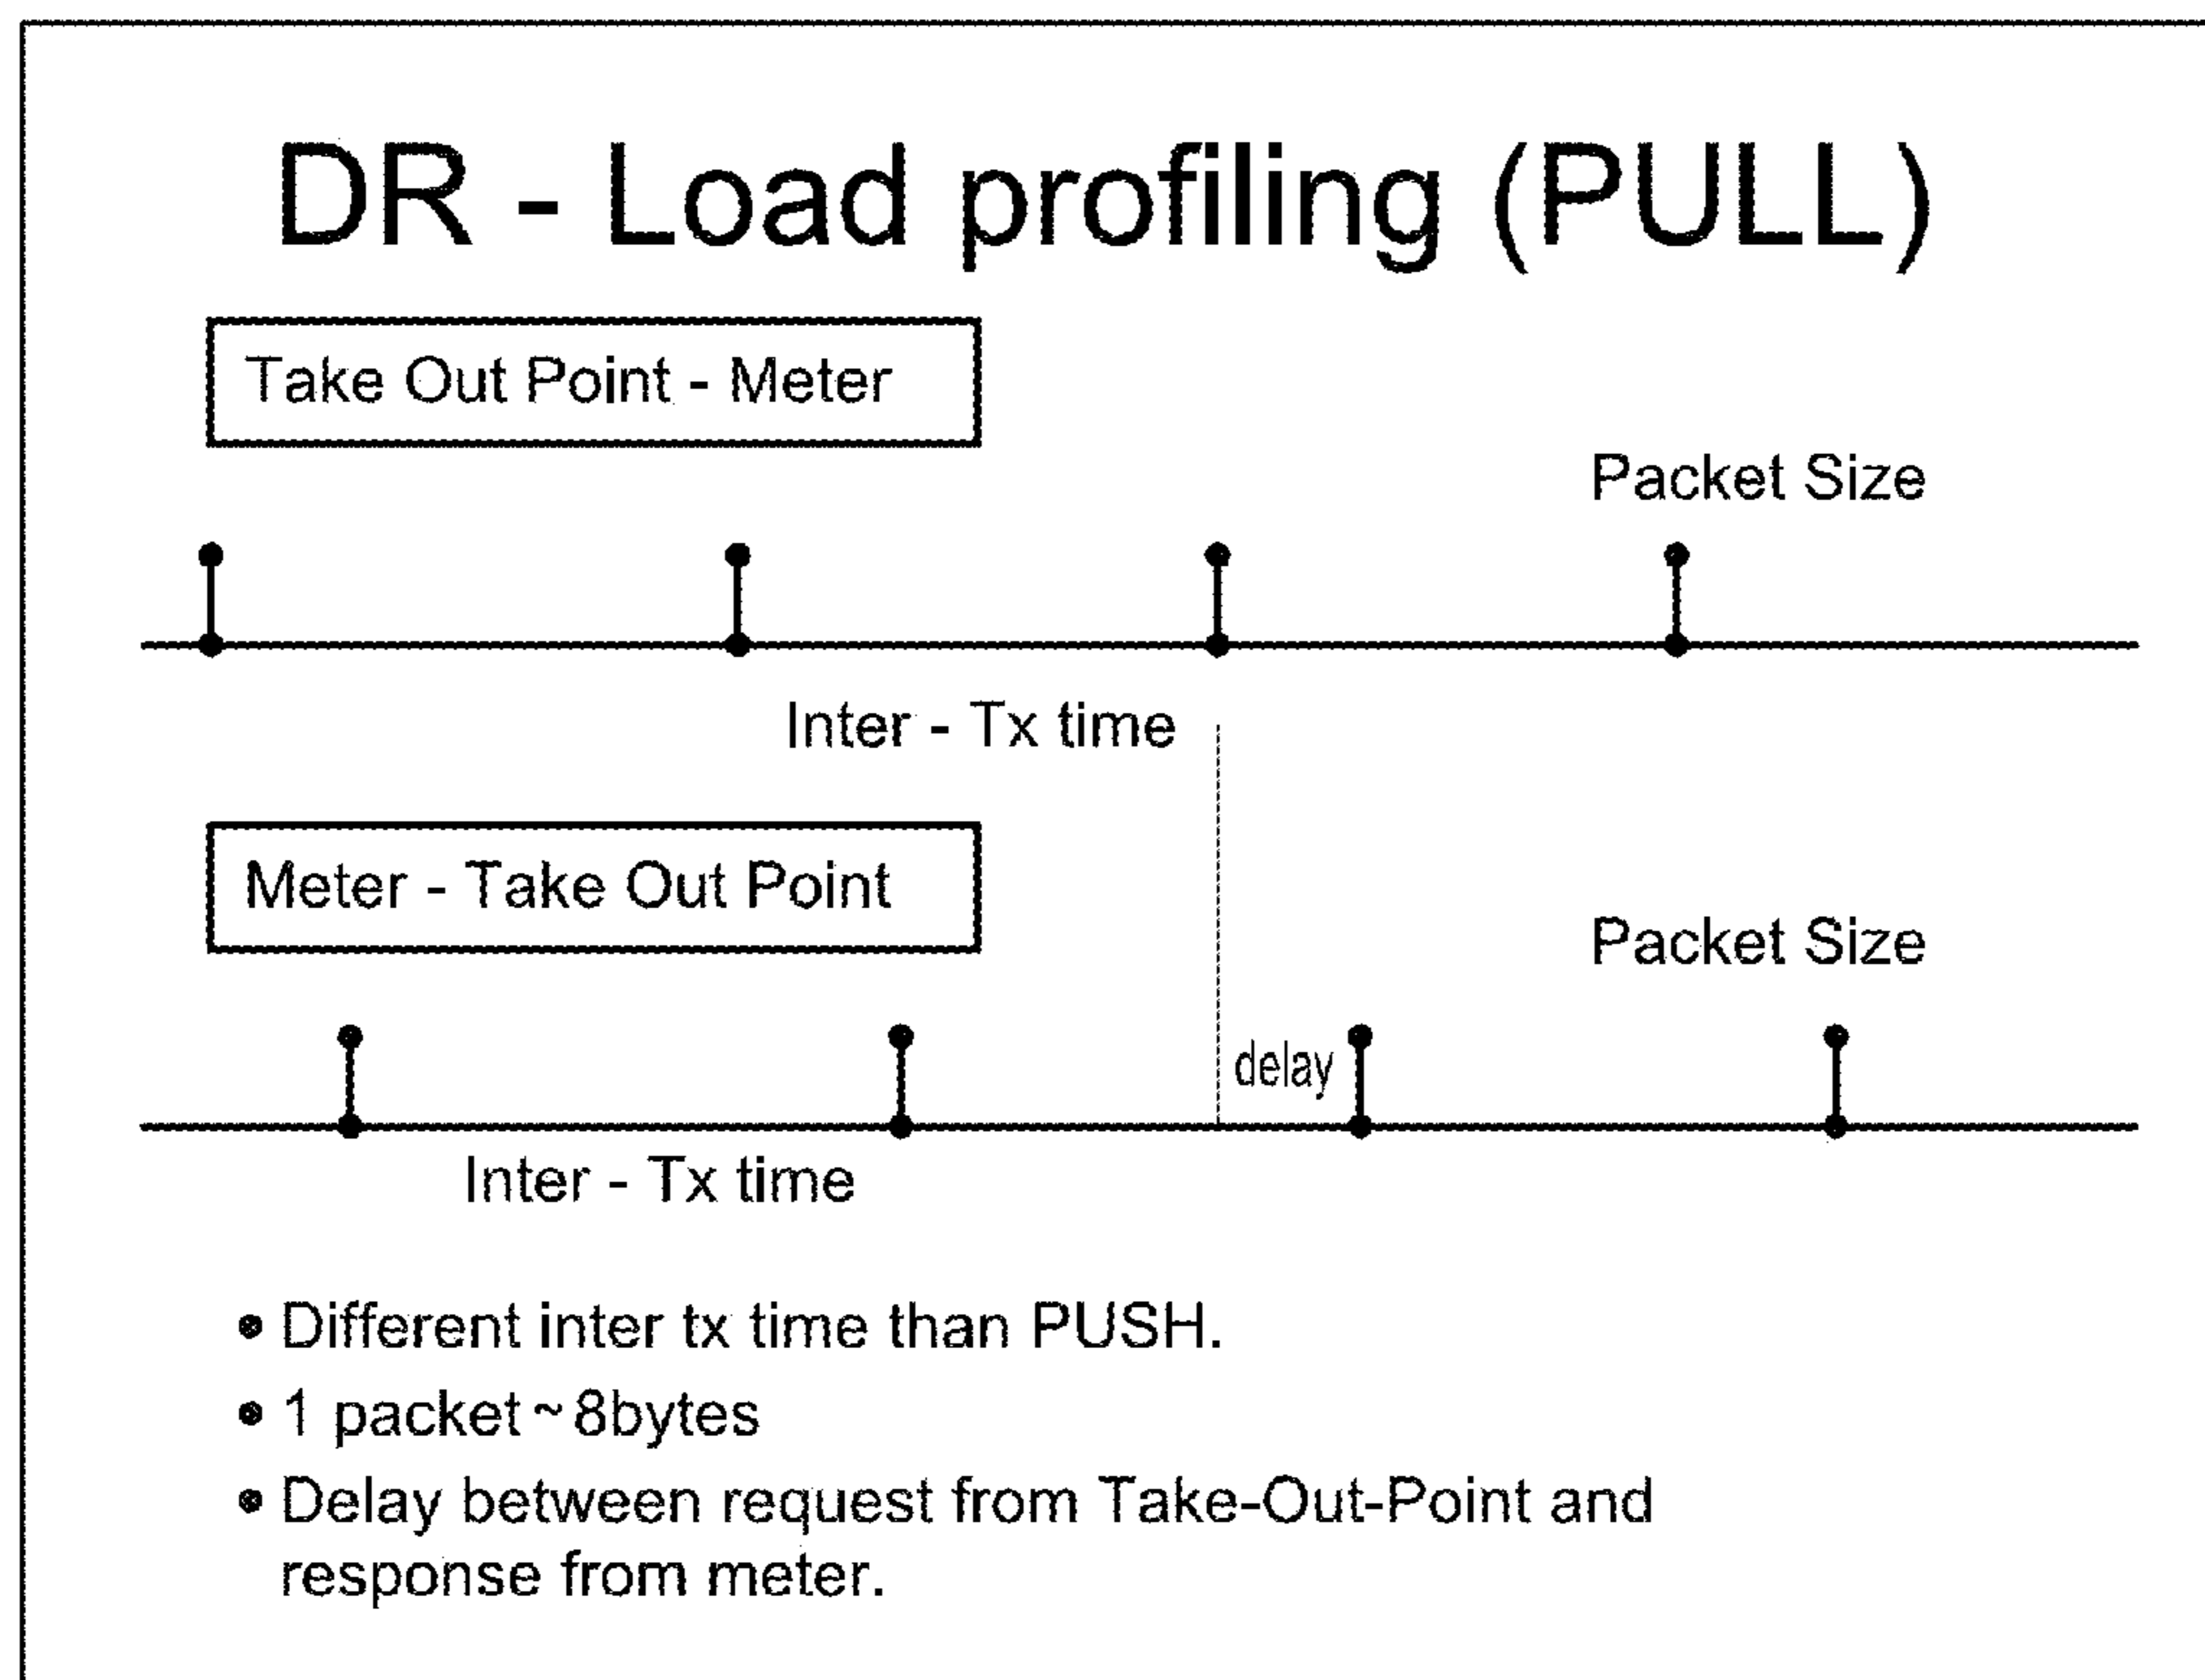 DR - Load profiling (PULL)
Take Out Point - Meter
Packet Size
Inter - Tx time
Meter - Take Out Point
Packet Size
delay
Inter - Tx time
• Different inter tx time than PUSH.
• 1 packet ~ 8bytes
• Delay between request from Take-Out-Point and
response from meter.